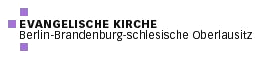 EVANGELISCHE KIRCHE
Berlin-Brandenburg-schlesische Oberlausitz